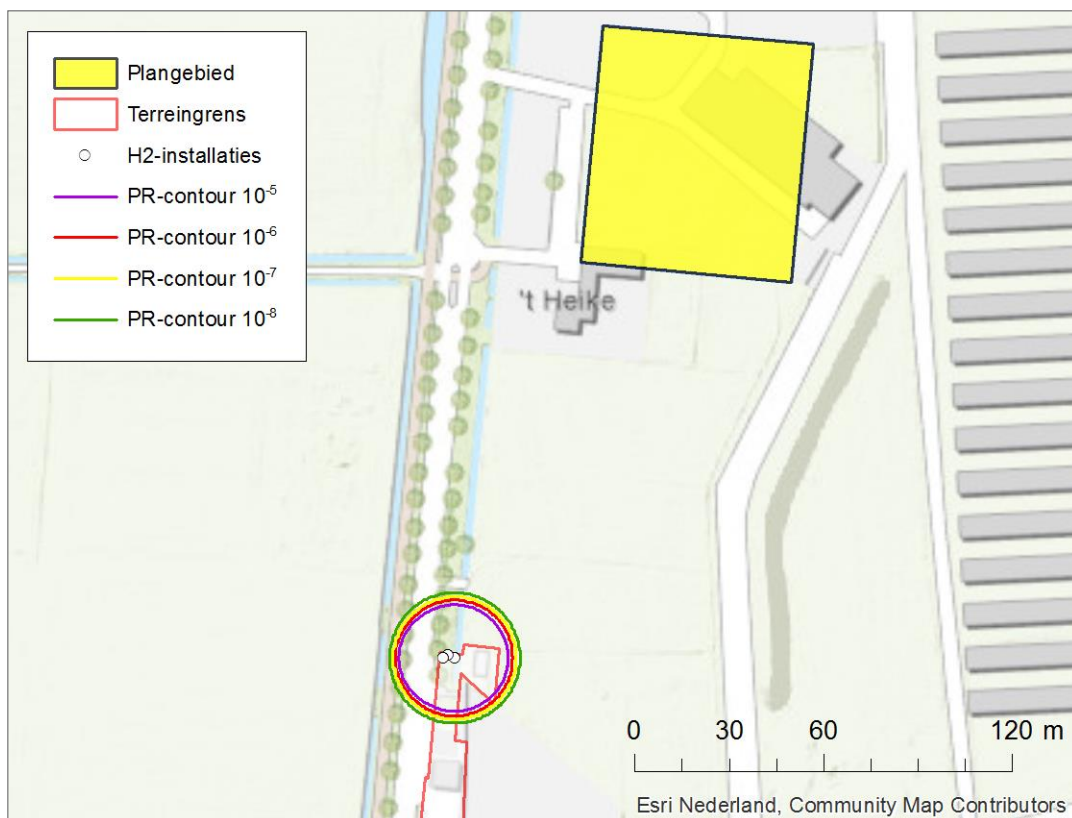 Plangebied
Terreingrens
H2-installaties
PR-contour 10⁻⁵
PR-contour 10⁻⁶
PR-contour 10⁻⁷
PR-contour 10⁻⁸
't Heike
0 30 60 120 m
Esri Nederland, Community Map Contributors